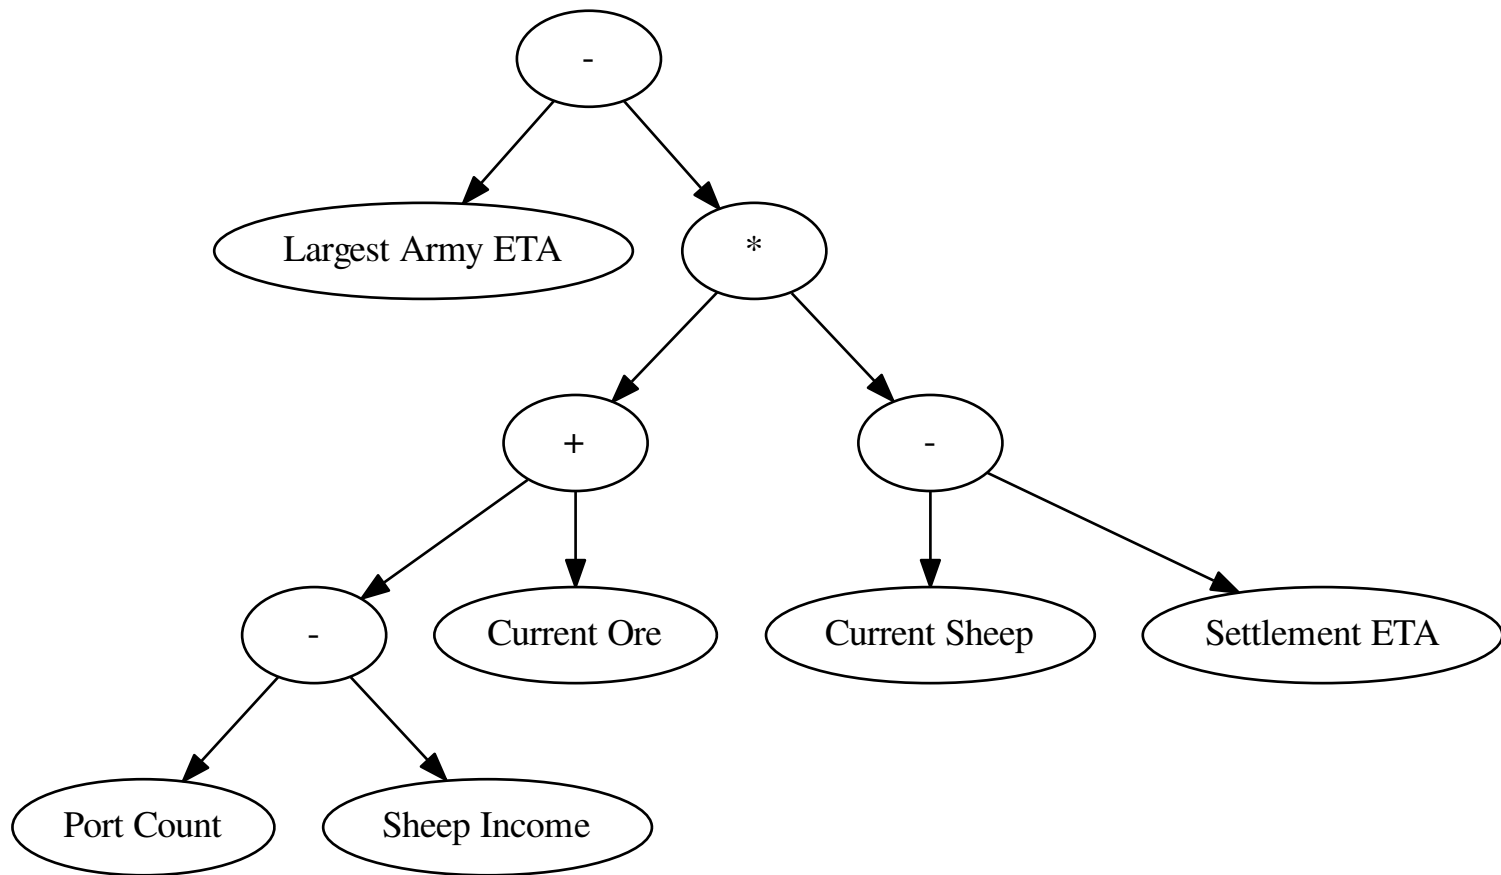 -
Largest Army ETA
*
+
-
-
Current Ore
Current Sheep
Settlement ETA
Port Count
Sheep Income